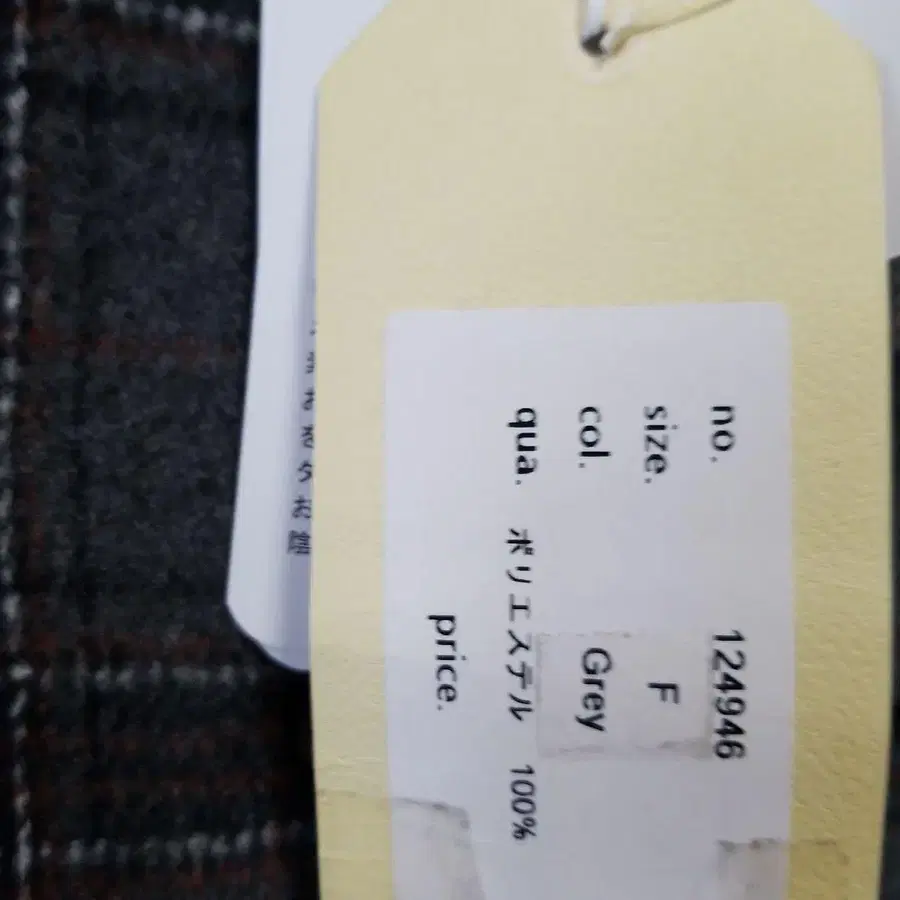 no. 124946
size. F
col. Grey
qua. ポリエステル 100%
price.